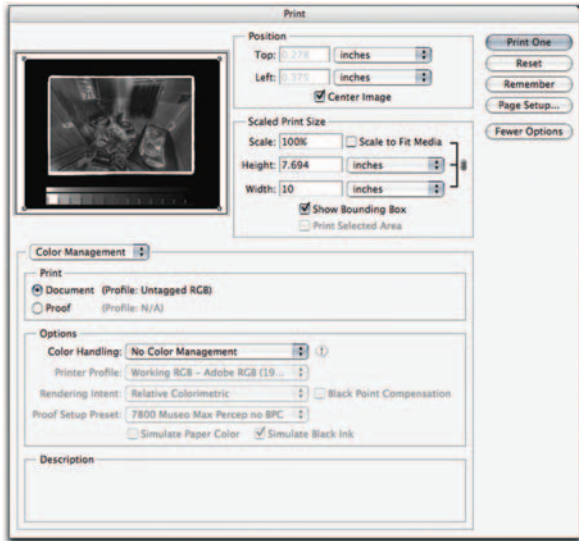 Print
Position
Top: 0.278 inches
Left: 0.375 inches
Center Image
Scaled Print Size
Scale: 100% Scale to Fit Media
Height: 7.694 inches
Width: 10 inches
Show Bounding Box
Print Selected Area
Print One
Reset
Remember
Page Setup...
Fewer Options
Color Management
Print
Document (Profile: Untagged RGB)
Proof (Profile: N/A)
Options
Color Handling: No Color Management
Printer Profile: Working RGB - Adobe RGB (19...
Rendering Intent: Relative Colorimetric Black Point Compensation
Proof Setup Preset: 7800 Museo Max Percep no BPC
Simulate Paper Color Simulate Black Ink
Description